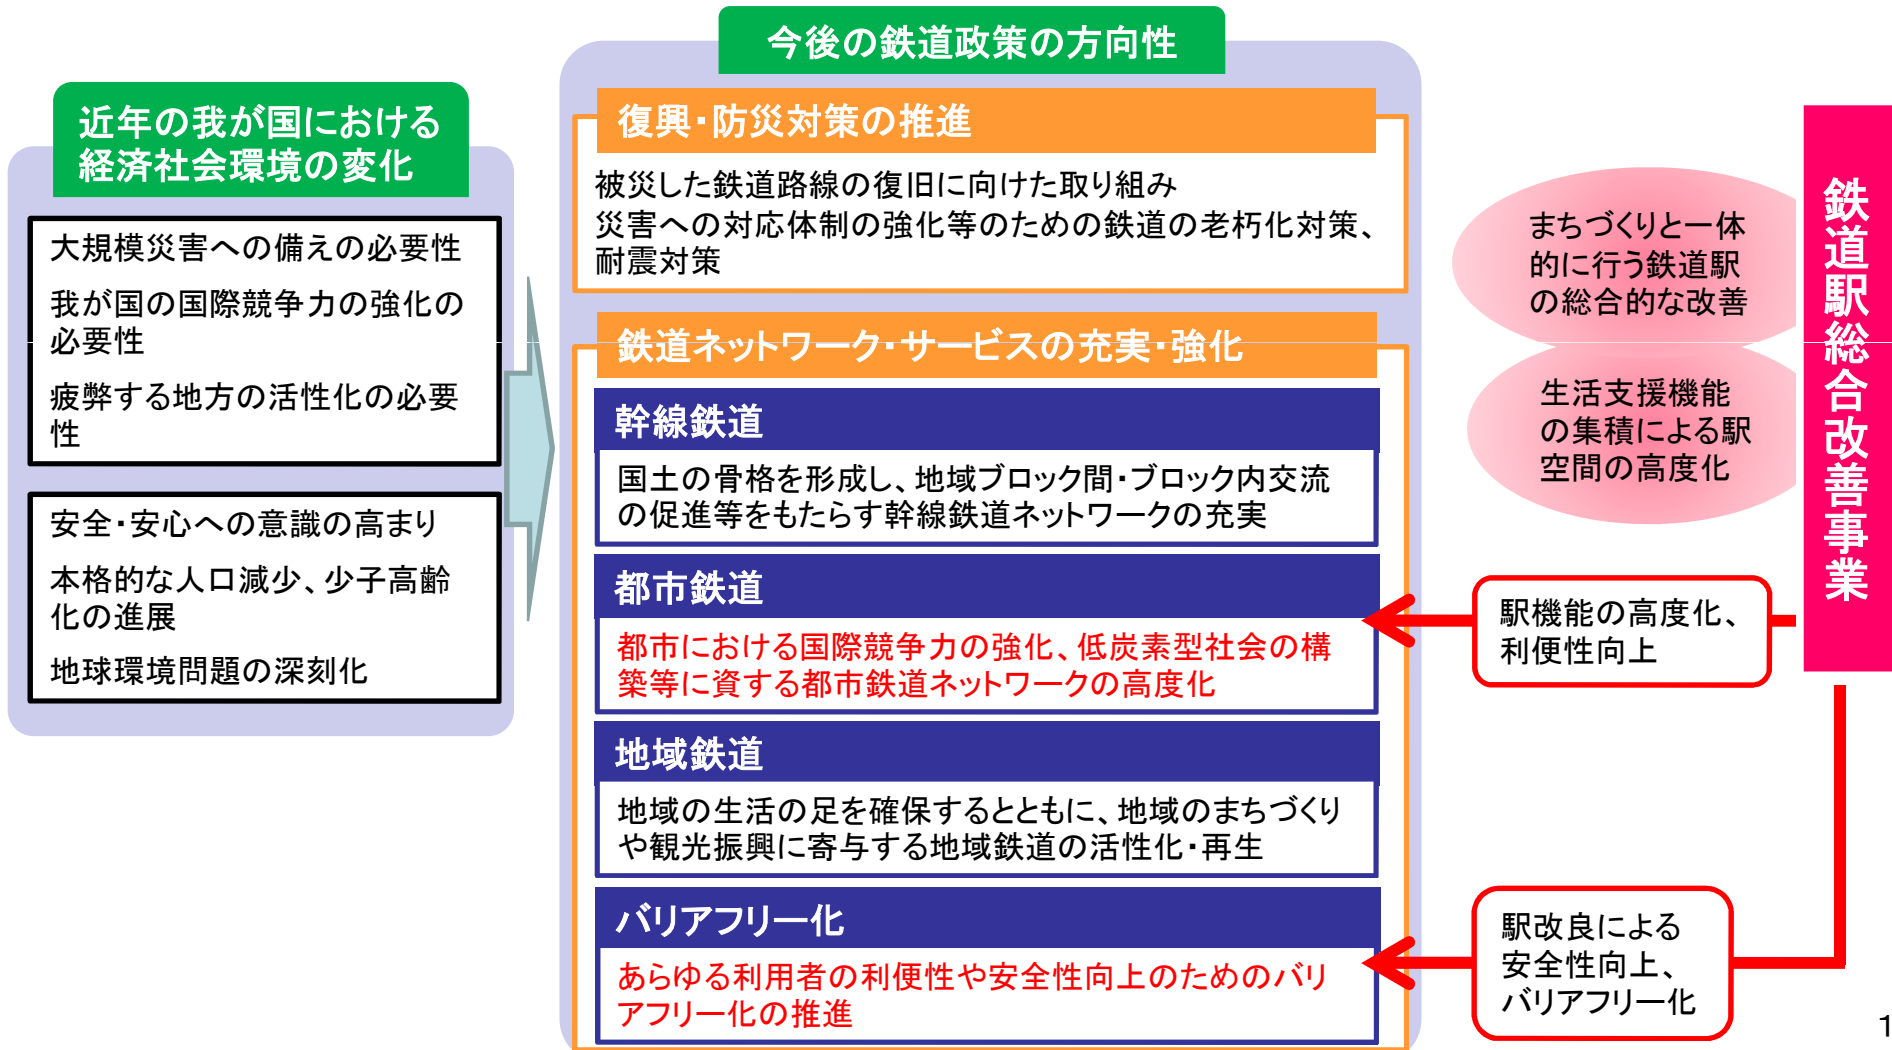 今後の鉄道政策の方向性
近年の我が国における
経済社会環境の変化
大規模災害への備えの必要性
我が国の国際競争力の強化の
必要性
疲弊する地方の活性化の必要
性
安全・安心への意識の高まり
本格的な人口減少、少子高齢
化の進展
地球環境問題の深刻化
復興・防災対策の推進
被災した鉄道路線の復旧に向けた取り組み
災害への対応体制の強化等のための鉄道の老朽化対策、
耐震対策
鉄道ネットワーク・サービスの充実・強化
幹線鉄道
国土の骨格を形成し、地域ブロック間・ブロック内交流
の促進等をもたらす幹線鉄道ネットワークの充実
都市鉄道
都市における国際競争力の強化、低炭素型社会の構
築等に資する都市鉄道ネットワークの高度化
地域鉄道
地域の生活の足を確保するとともに、地域のまちづくり
や観光振興に寄与する地域鉄道の活性化・再生
バリアフリー化
あらゆる利用者の利便性や安全性向上のためのバリ
アフリー化の推進
まちづくりと一体
的に行う鉄道駅
の総合的な改善
生活支援機能
の集積による駅
空間の高度化
駅機能の高度化、
利便性向上
駅改良による
安全性向上、
バリアフリー化
鉄道駅総合改善事業
1